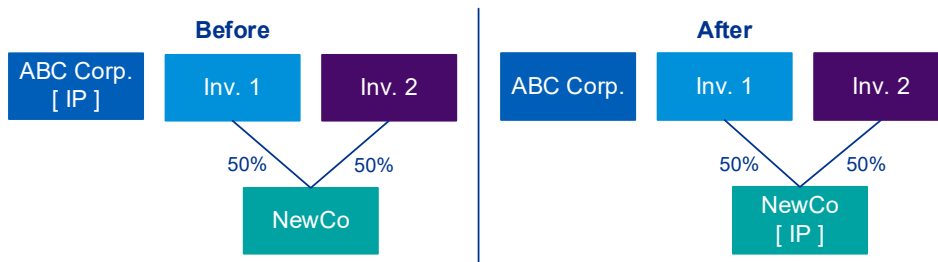 Before
ABC Corp.
[ IP ]
Inv. 1
Inv. 2
50%
50%
NewCo
After
ABC Corp.
Inv. 1
Inv. 2
50%
50%
NewCo
[ IP ]